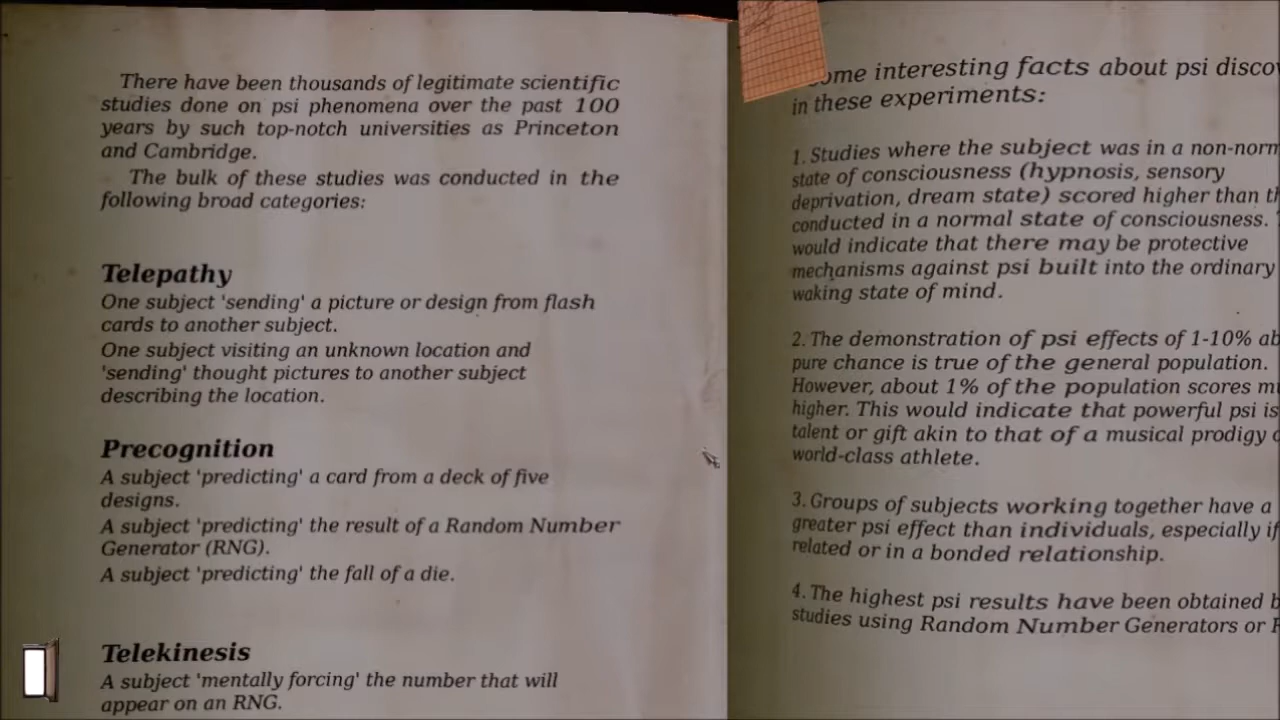 There have been thousands of legitimate scientific
studies done on psi phenomena over the past 100
years by such top-notch universities as Princeton
and Cambridge.
The bulk of these studies was conducted in the
following broad categories:
Telepathy
One subject 'sending' a picture or design from flash
cards to another subject.
One subject visiting an unknown location and
'sending' thought pictures to another subject
describing the location.
Precognition
A subject 'predicting' a card from a deck of five
designs.
A subject 'predicting' the result of a Random Number
Generator (RNG).
A subject 'predicting' the fall of a die.
Telekinesis
A subject 'mentally forcing' the number that will
appear on an RNG.
interesting facts about psi
in these experiments:
1. Studies where the subject was in a
state of consciousness (hypnosis, sensory
deprivation, dream state) scored higher than
conducted in a normal state of consciousness.
would indicate that there may be protective
mechanisms against psi built into the ordinary
waking state of mind.
2. The demonstration of psi effects of 1-10%
pure chance is true of the general population.
However, about 1% of the population scores
higher. This would indicate that powerful psi is
talent or gift akin to that of a musical prodigy
world-class athlete.
3. Groups of subjects working together have a
greater psi effect than individuals, especially if
related or in a bonded relationship.
4. The highest psi results have been obtained
studies using Random Number Generators or